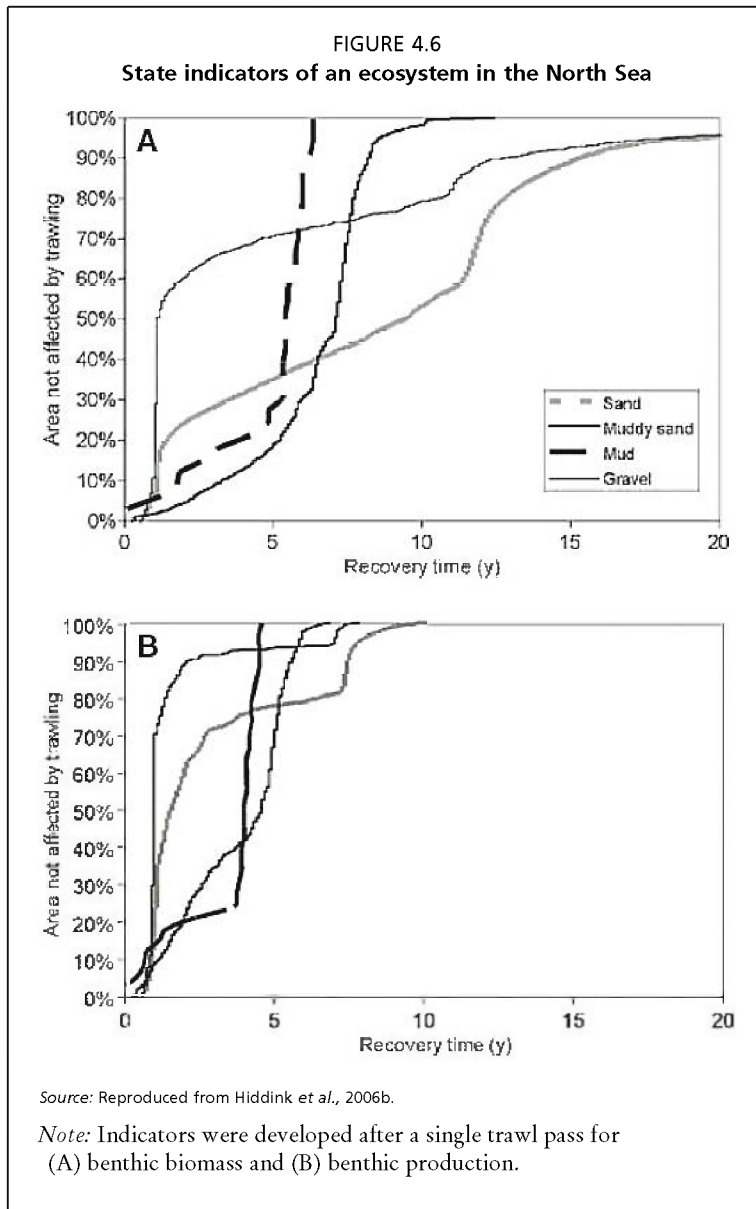 FIGURE 4.6
State indicators of an ecosystem in the North Sea
A
Area not affected by trawling
100%
90%
80%
70%
60%
50%
40%
30%
20%
10%
0%
Sand
Muddy sand
Mud
Gravel
0 5 10 15 20
Recovery time (y)
B
Area not affected by trawling
100%
90%
80%
70%
60%
50%
40%
30%
20%
10%
0%
0 5 10 15 20
Recovery time (y)
Source: Reproduced from Hiddink et al., 2006b.
Note: Indicators were developed after a single trawl pass for
(A) benthic biomass and (B) benthic production.